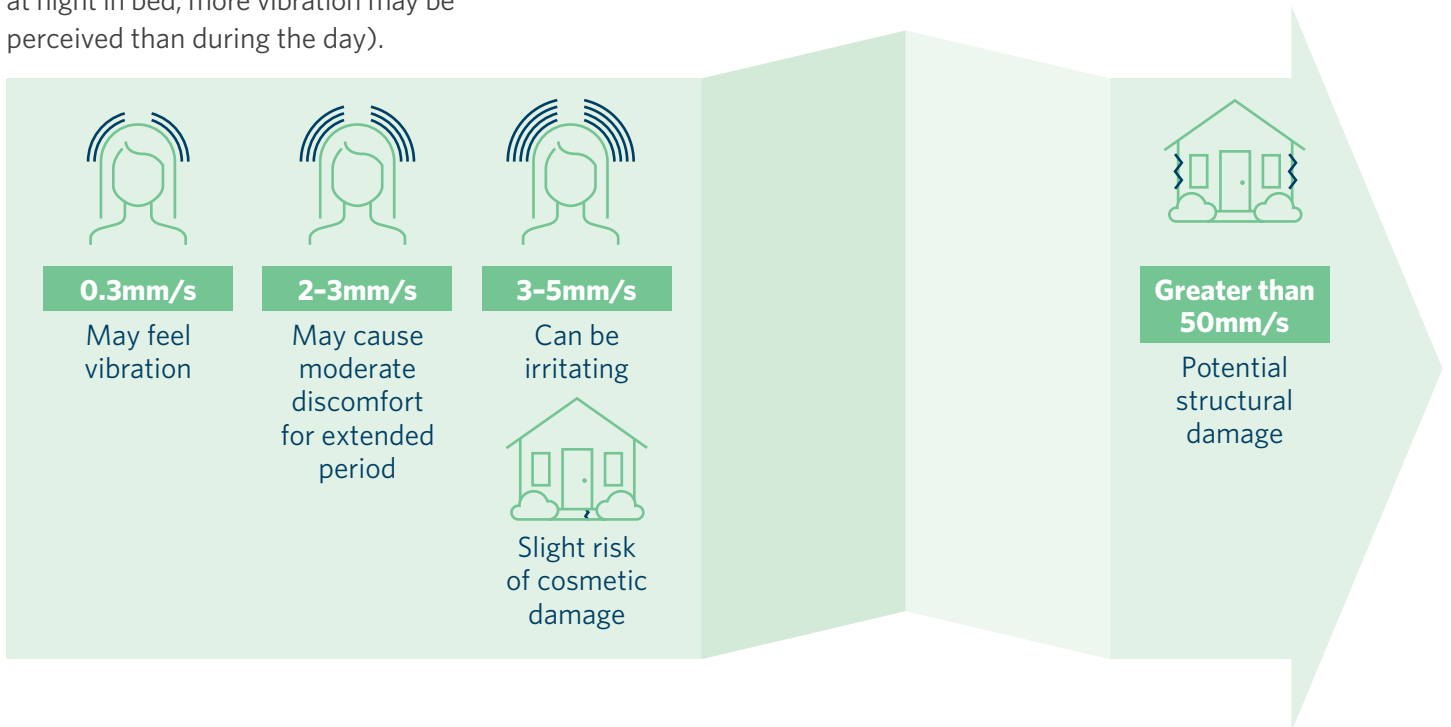 at night in bed, more vibration may be
perceived than during the day).
0.3mm/s
May feel
vibration
2–3mm/s
May cause
moderate
discomfort
for extended
period
3–5mm/s
Can be
irritating
Slight risk
of cosmetic
damage
Greater than
50mm/s
Potential
structural
damage